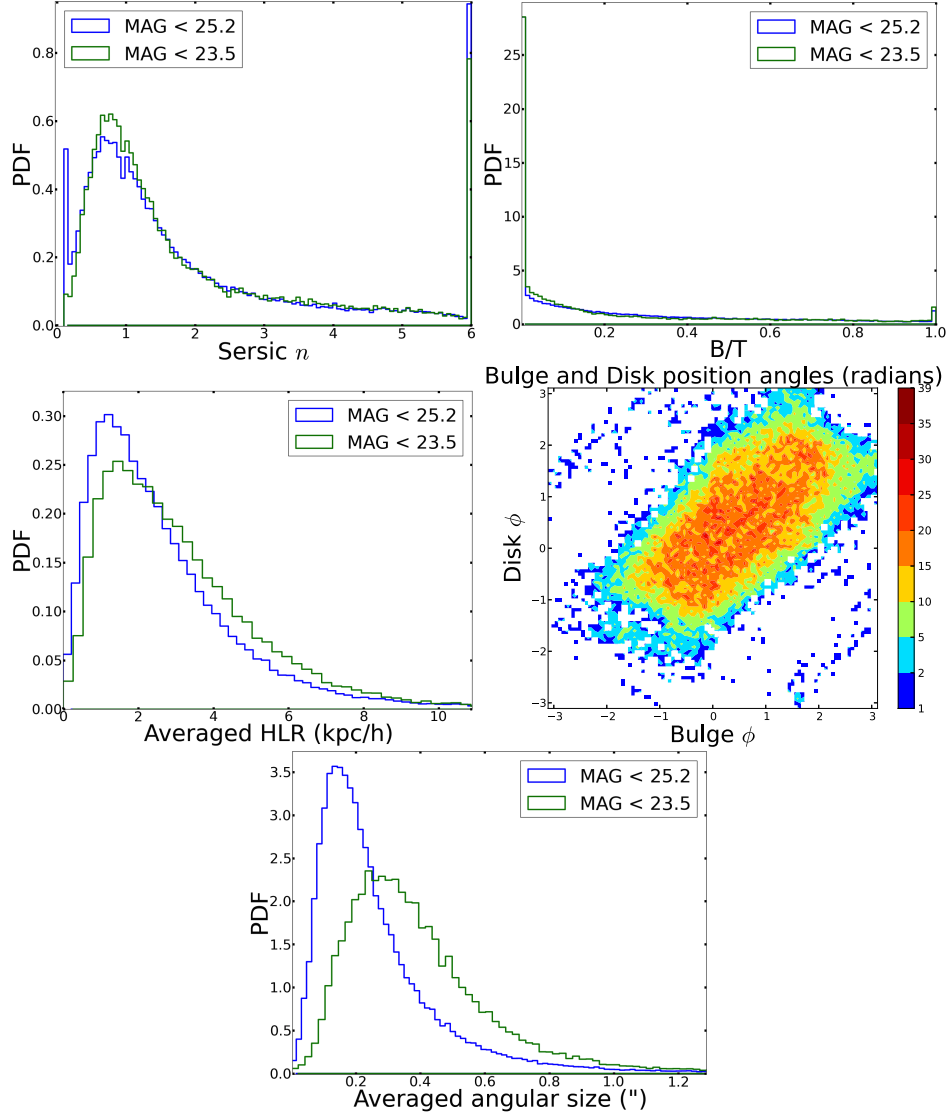 MAG < 25.2
MAG < 23.5
PDF
0.8
0.6
0.4
0.2
0.0
0 1 2 3 4 5 6
Sersic n
MAG < 25.2
MAG < 23.5
PDF
25
20
15
10
5
0
0.2 0.4 0.6 0.8 1.0
B/T
MAG < 25.2
MAG < 23.5
PDF
0.30
0.25
0.20
0.15
0.10
0.05
0.00
0 2 4 6 8 10
Averaged HLR (kpc/h)
Bulge and Disk position angles (radians)
Disk ϕ
3
2
1
0
−1
−2
−3
−3 −2 −1 0 1 2 3
Bulge ϕ
39
35
30
25
20
15
10
5
2
1
MAG < 25.2
MAG < 23.5
PDF
3.5
3.0
2.5
2.0
1.5
1.0
0.5
0.0
0.2 0.4 0.6 0.8 1.0 1.2
Averaged angular size (")